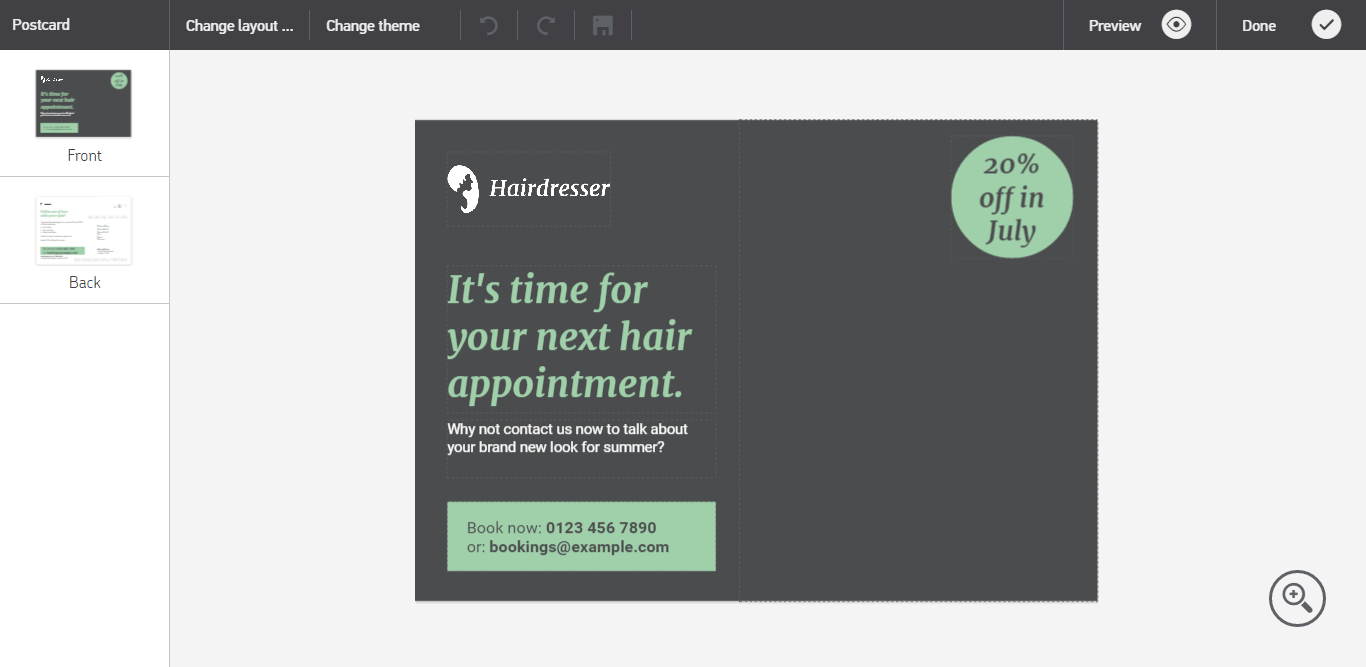 Postcard
Change layout ...
Change theme
Preview
Done
Front
Back
Hairdresser
20%
off in
July
It's time for
your next hair
appointment.
Why not contact us now to talk about
your brand new look for summer?
Book now: 0123 456 7890
or: bookings@example.com